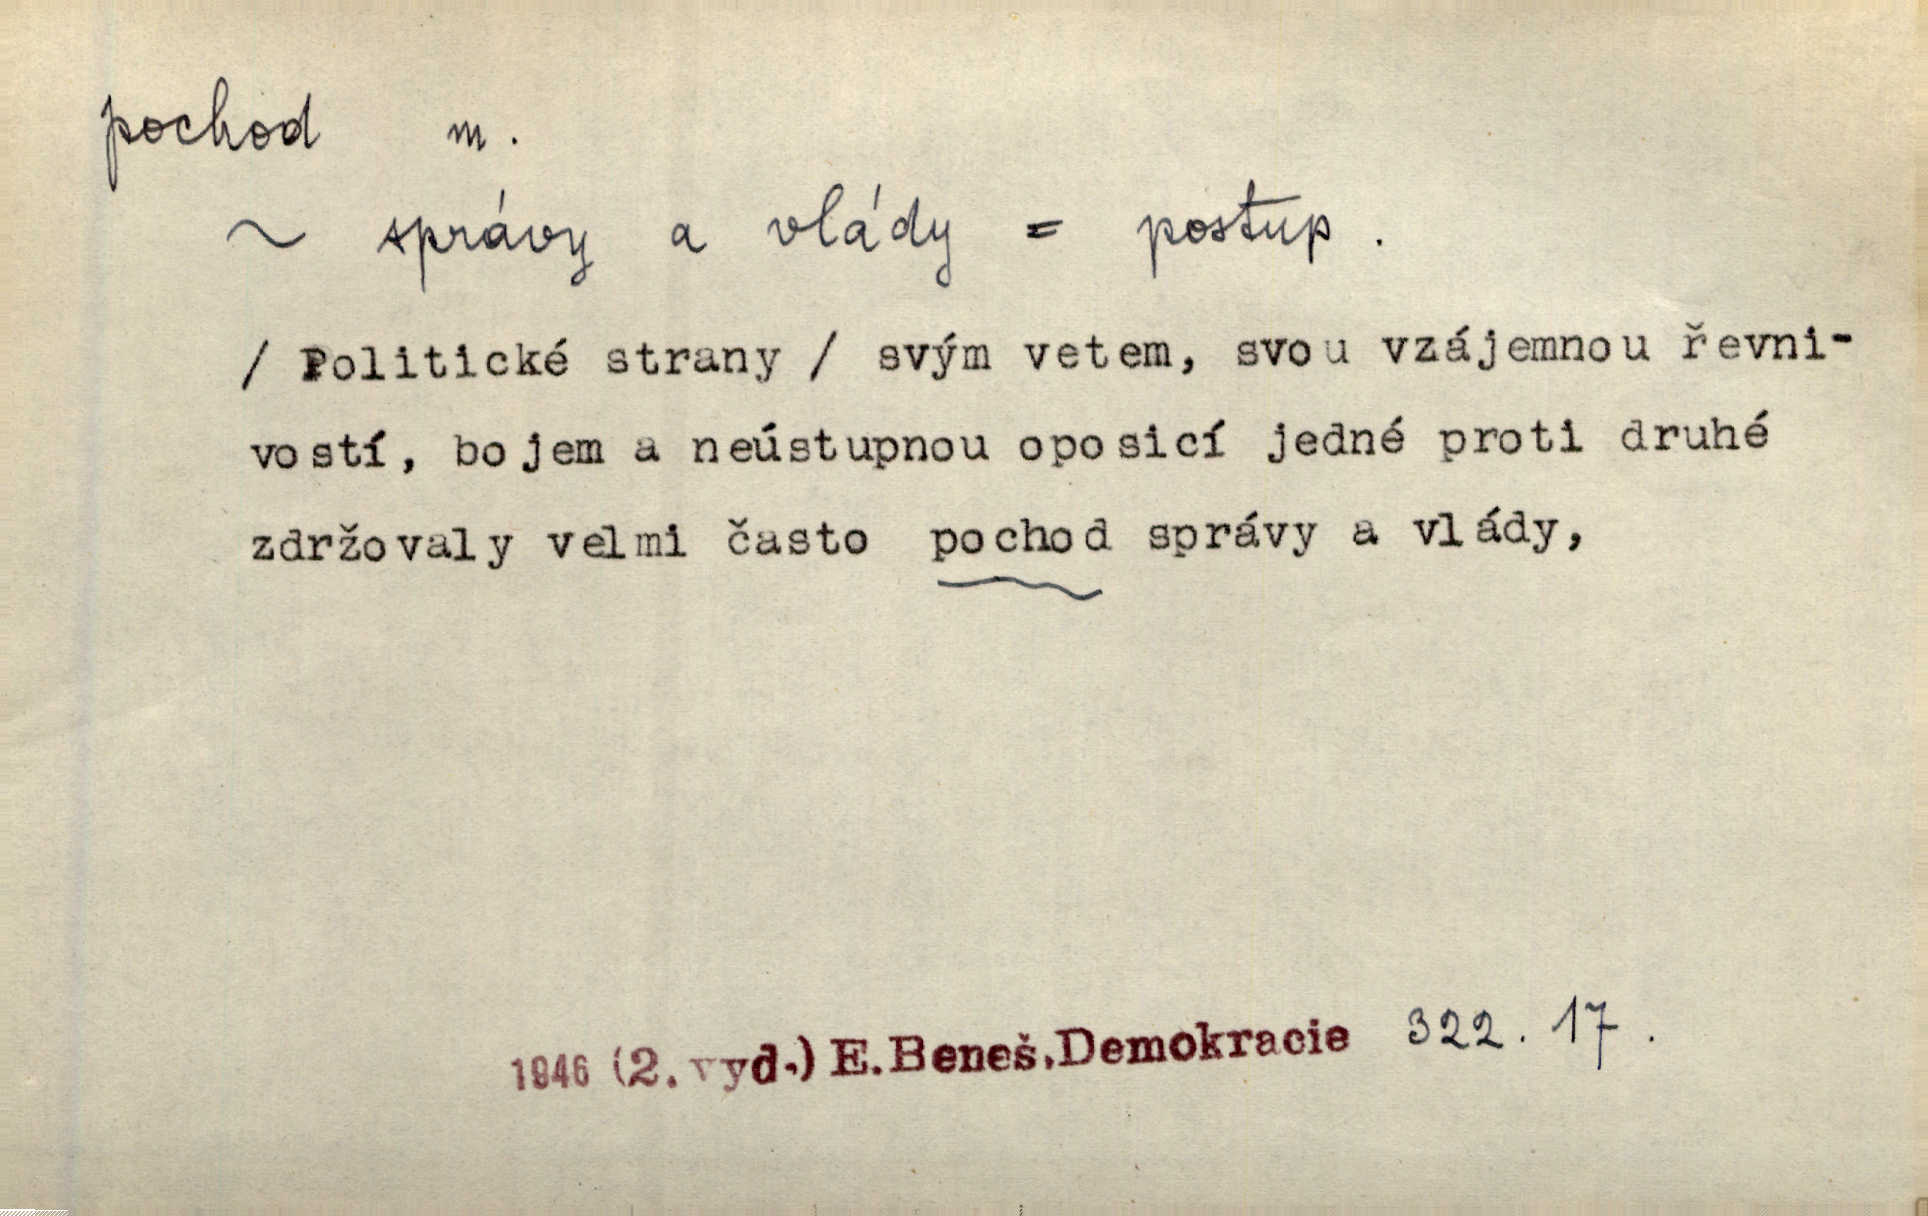 pochod m.
~ správy a vlády = postup.
/ Politické strany / svým vetem, svou vzájemnou řevni-
vostí, bojem a neústupnou oposicí jedné proti druhé
zdržovaly velmi často pochod správy a vlády,
1946 (2. vyd.) E. Beneš, Demokracie 322. 17.